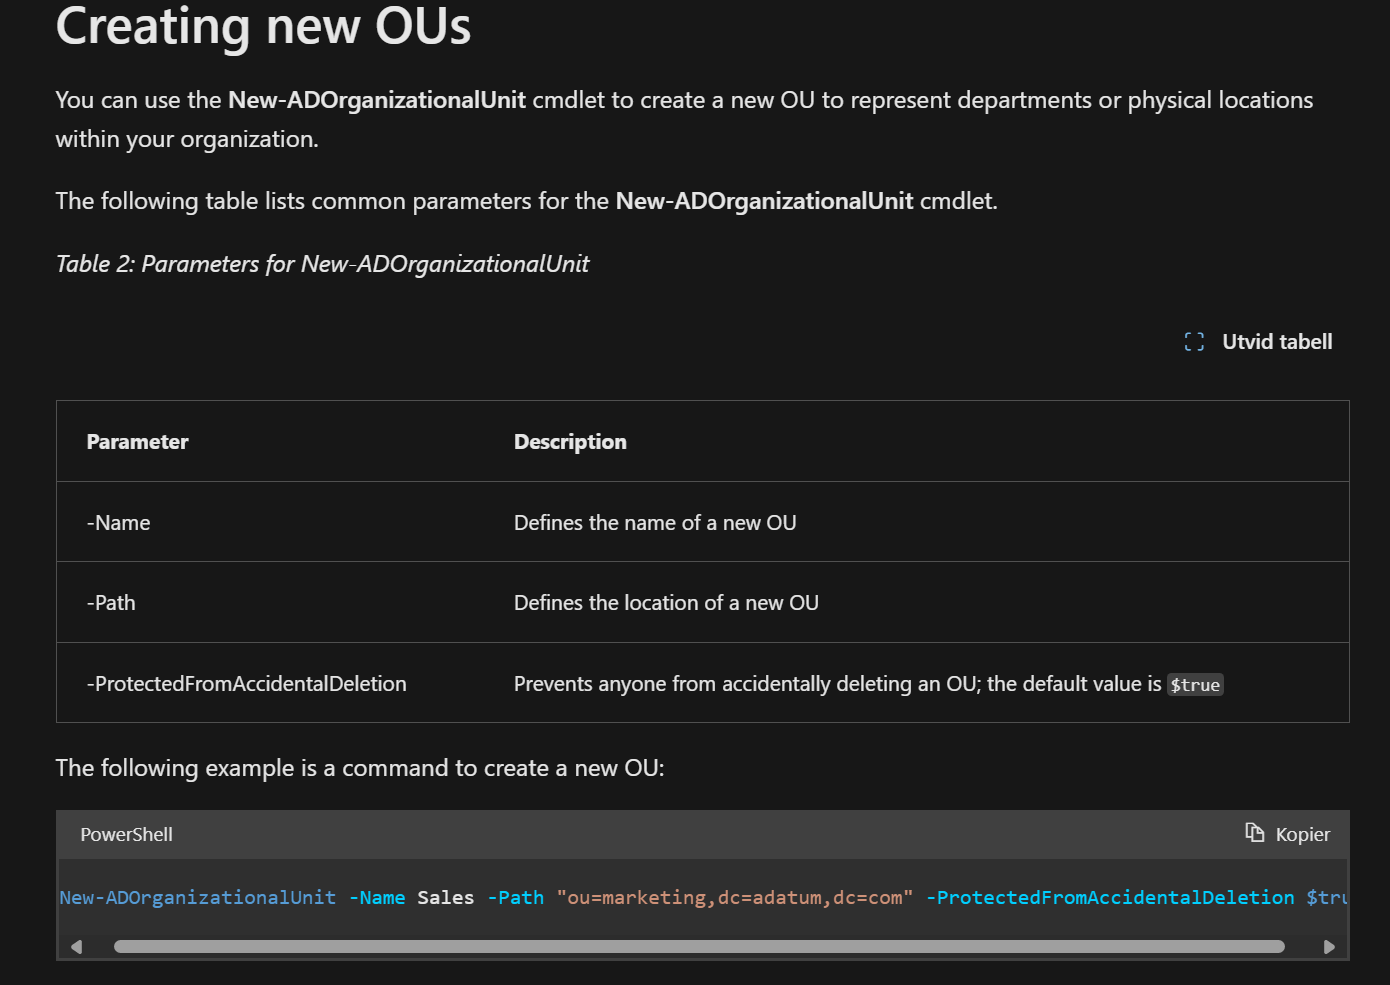 Creating new OUs
You can use the New-ADOrganizationalUnit cmdlet to create a new OU to represent departments or physical locations
within your organization.
The following table lists common parameters for the New-ADOrganizationalUnit cmdlet.
Table 2: Parameters for New-ADOrganizationalUnit
Utvid tabell
Parameter Description
-Name Defines the name of a new OU
-Path Defines the location of a new OU
-ProtectedFromAccidentalDeletion Prevents anyone from accidentally deleting an OU; the default value is $true
The following example is a command to create a new OU:
PowerShell Kopier
New-ADOrganizationalUnit -Name Sales -Path "ou=marketing,dc=adatum,dc=com" -ProtectedFromAccidentalDeletion $tru